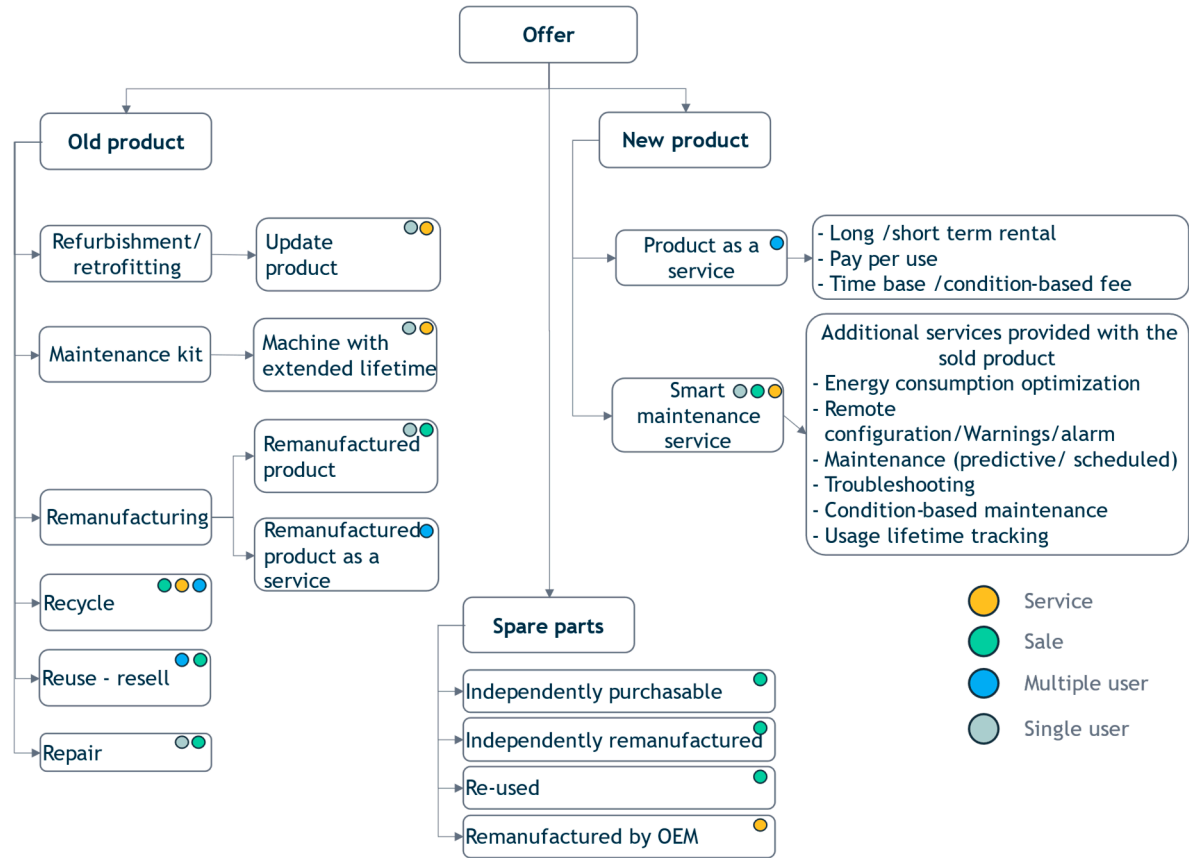 Offer
Old product
New product
Refurbishment/
retrofitting
Update
product
Maintenance kit
Machine with
extended lifetime
Remanufacturing
Remanufactured
product
Remanufactured
product as a
service
Recycle
Reuse - resell
Repair
Product as a
service
- Long /short term rental
- Pay per use
- Time base /condition-based fee
Smart
maintenance
service
Additional services provided with the
sold product
- Energy consumption optimization
- Remote
configuration/Warnings/alarm
- Maintenance (predictive/ scheduled)
- Troubleshooting
- Condition-based maintenance
- Usage lifetime tracking
Spare parts
Independently purchasable
Independently remanufactured
Re-used
Remanufactured by OEM
Service
Sale
Multiple user
Single user